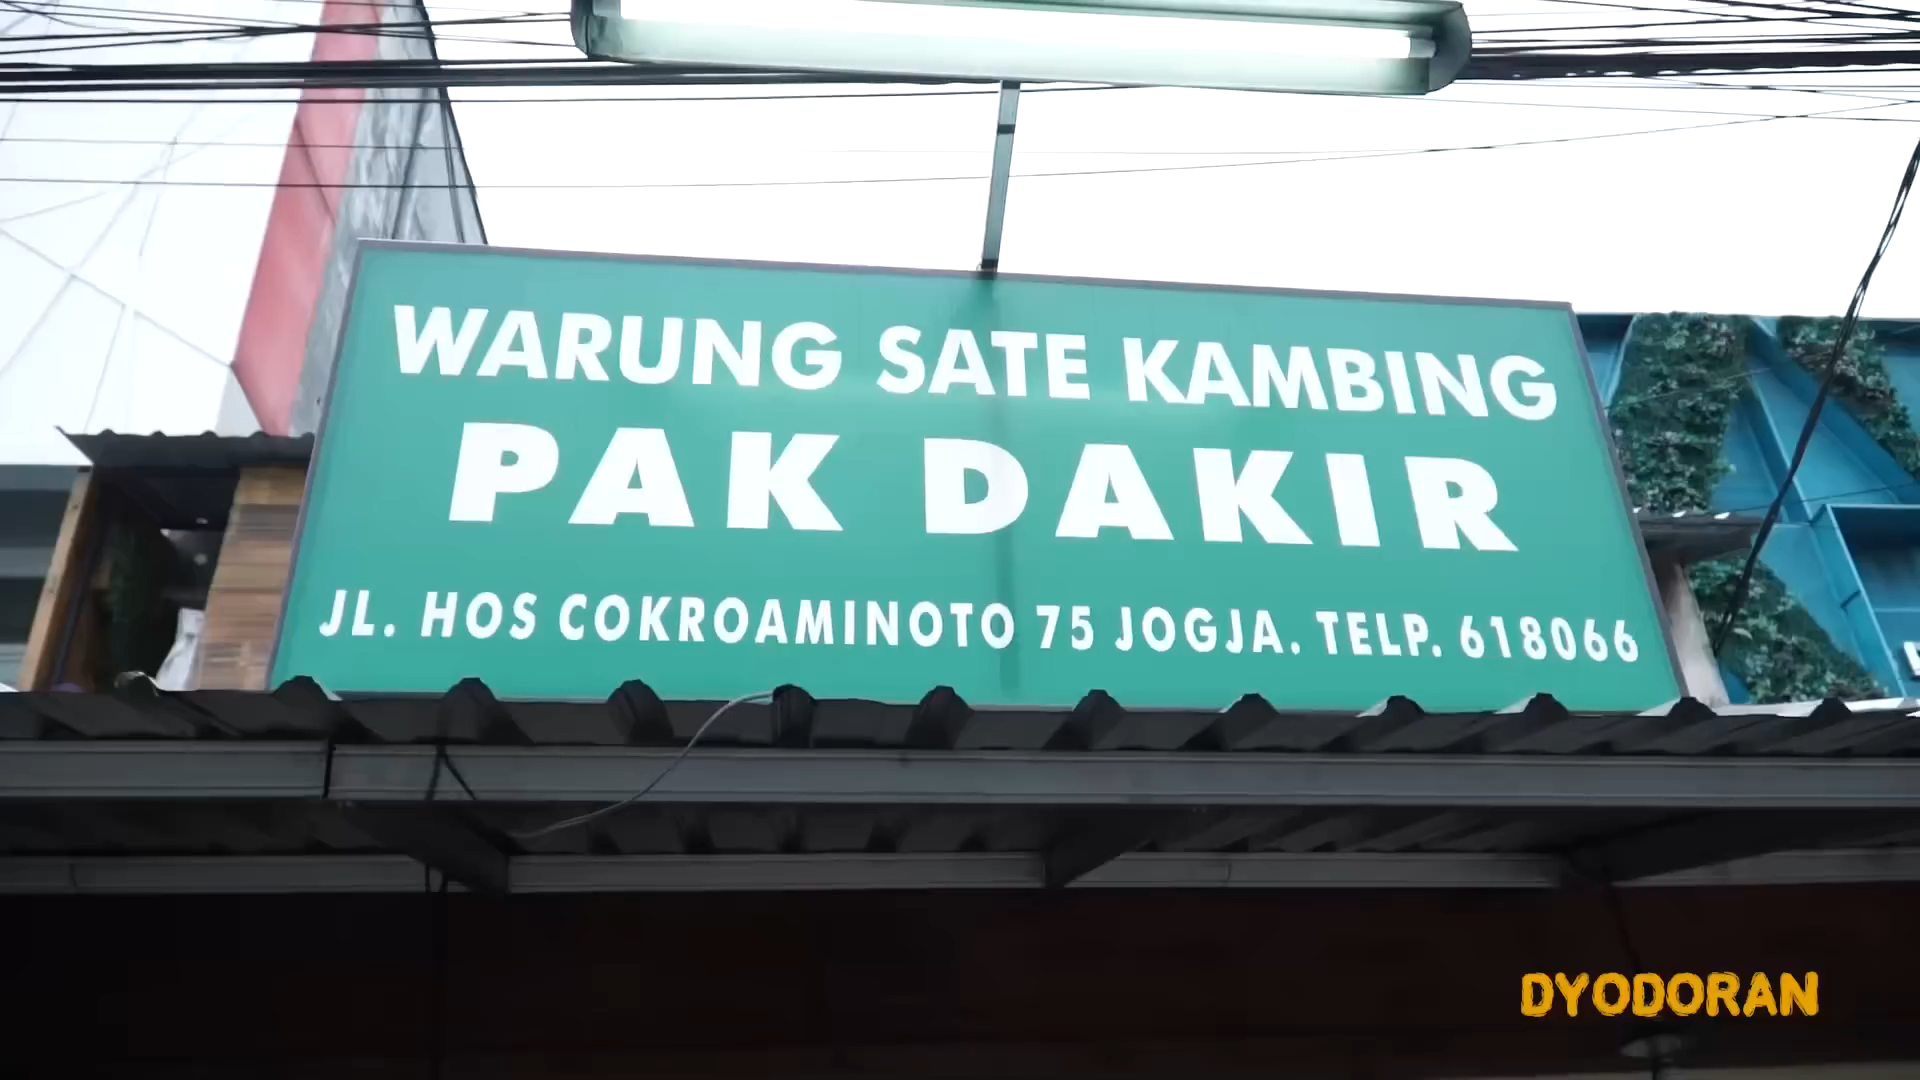 WARUNG SATE KAMBING
PAK DAKIR
JL. HOS COKROAMINOTO 75 JOGJA. TELP. 618066
DYODORAN